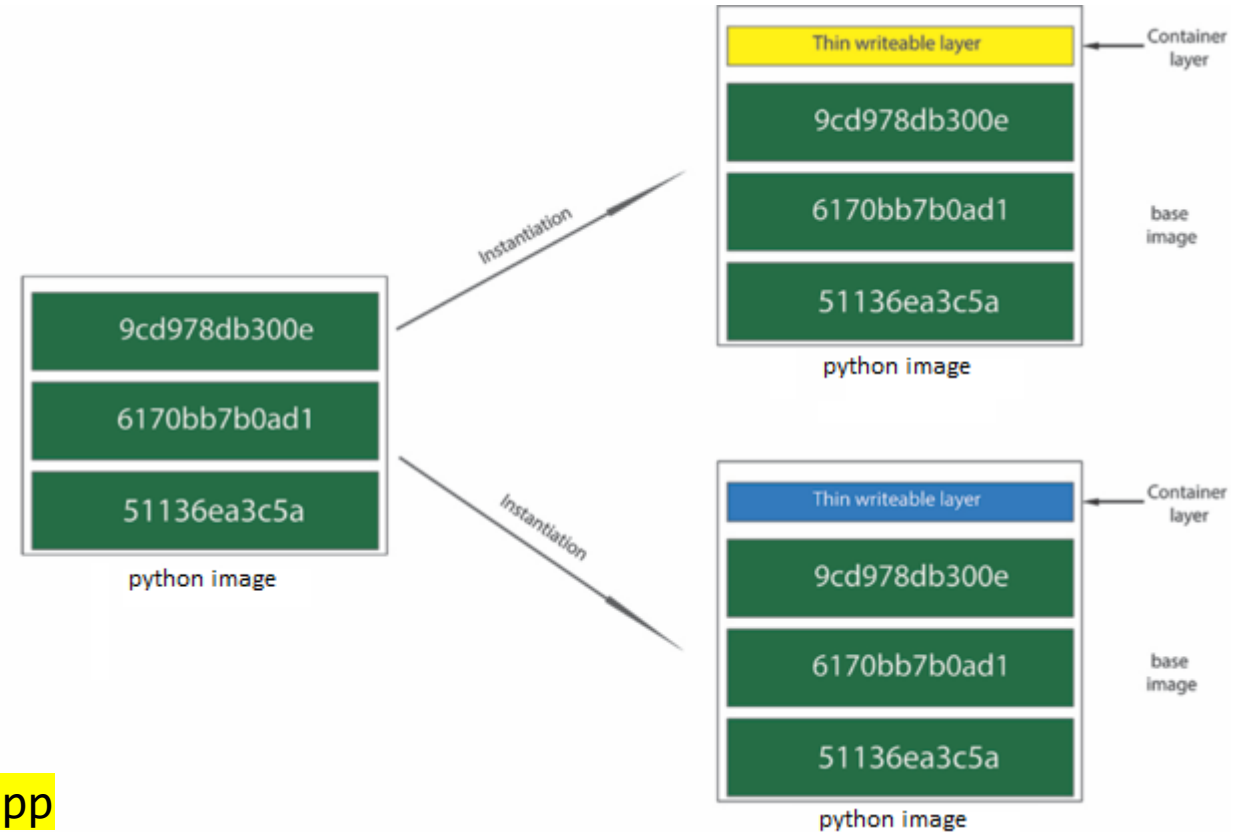 9cd978db300e
6170bb7b0ad1
51136ea3c5a
python image
Instantiation
Instantiation
Thin writeable layer
Container
layer
9cd978db300e
6170bb7b0ad1
base
image
51136ea3c5a
python image
Thin writeable layer
Container
layer
9cd978db300e
6170bb7b0ad1
base
image
51136ea3c5a
python image
pp